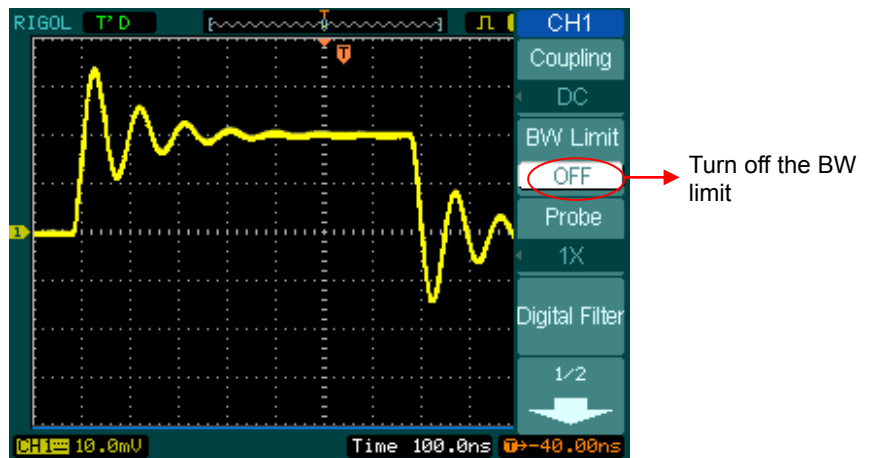 RIGOL T'D CH1
T
Coupling
DC
BW Limit
OFF
Turn off the BW
limit
Probe
1X
1
Digital Filter
1/2
CH1 10.0mV Time 100.0ns T→-40.00ns